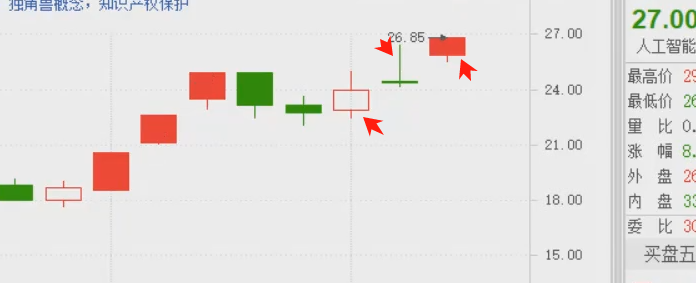 独角兽概念，知识产权保护
26.85
27.00
24.00
21.00
18.00
15.00
27.00
人工智能
最高价 29
最低价 26
量 比 0.
涨 幅 8.
外 盘 26
内 盘 33
委 比 30
买盘五